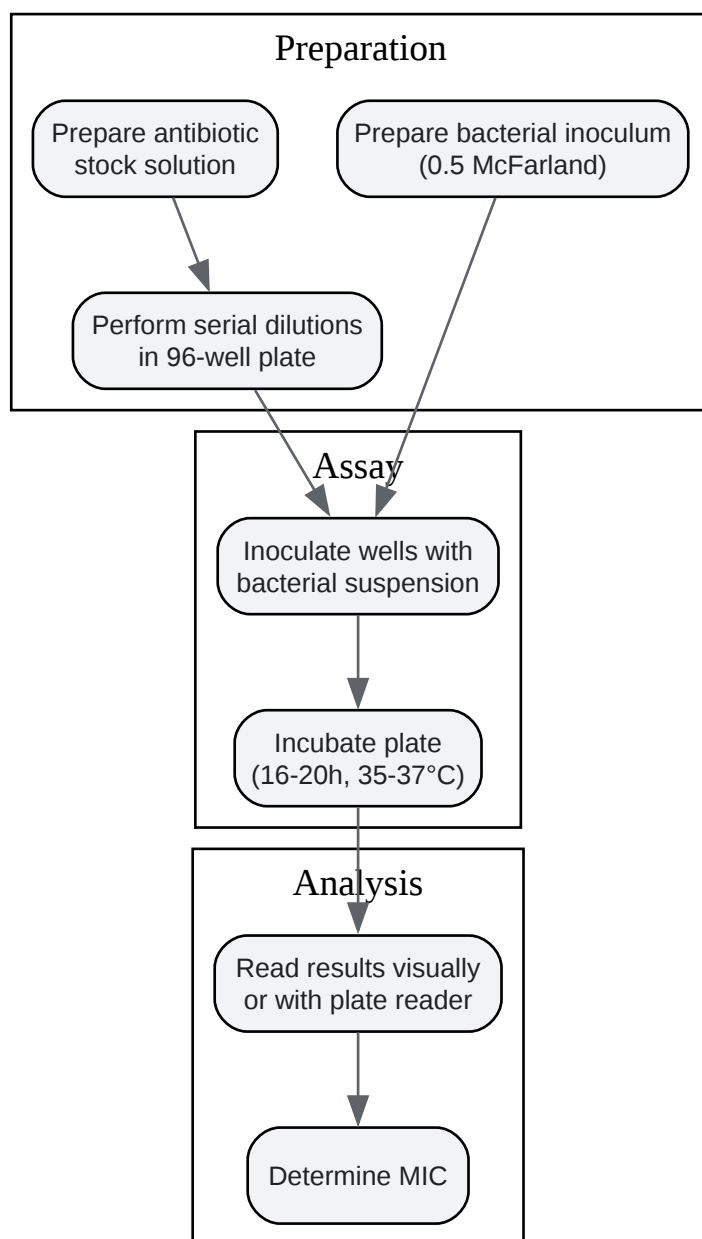 Preparation
Prepare antibiotic
stock solution
Prepare bacterial inoculum
(0.5 McFarland)
Perform serial dilutions
in 96-well plate
Assay
Inoculate wells with
bacterial suspension
Incubate plate
(16-20h, 35-37°C)
Analysis
Read results visually
or with plate reader
Determine MIC